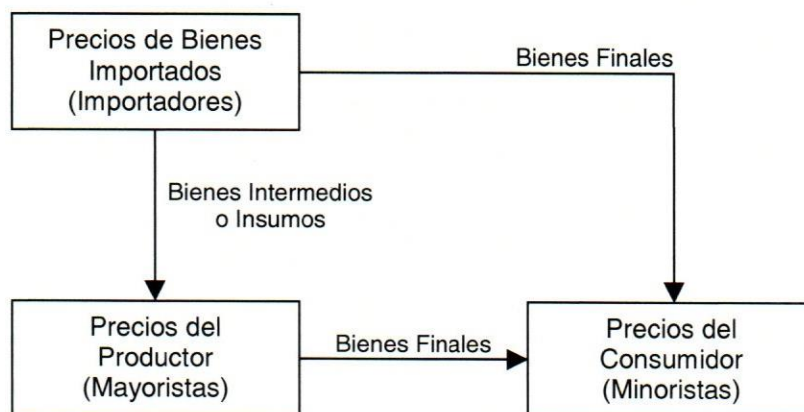 Precios de Bienes
Importados
(Importadores)
Bienes Finales
Bienes Intermedios
o Insumos
Precios del
Productor
(Mayoristas)
Bienes Finales
Precios del
Consumidor
(Minoristas)